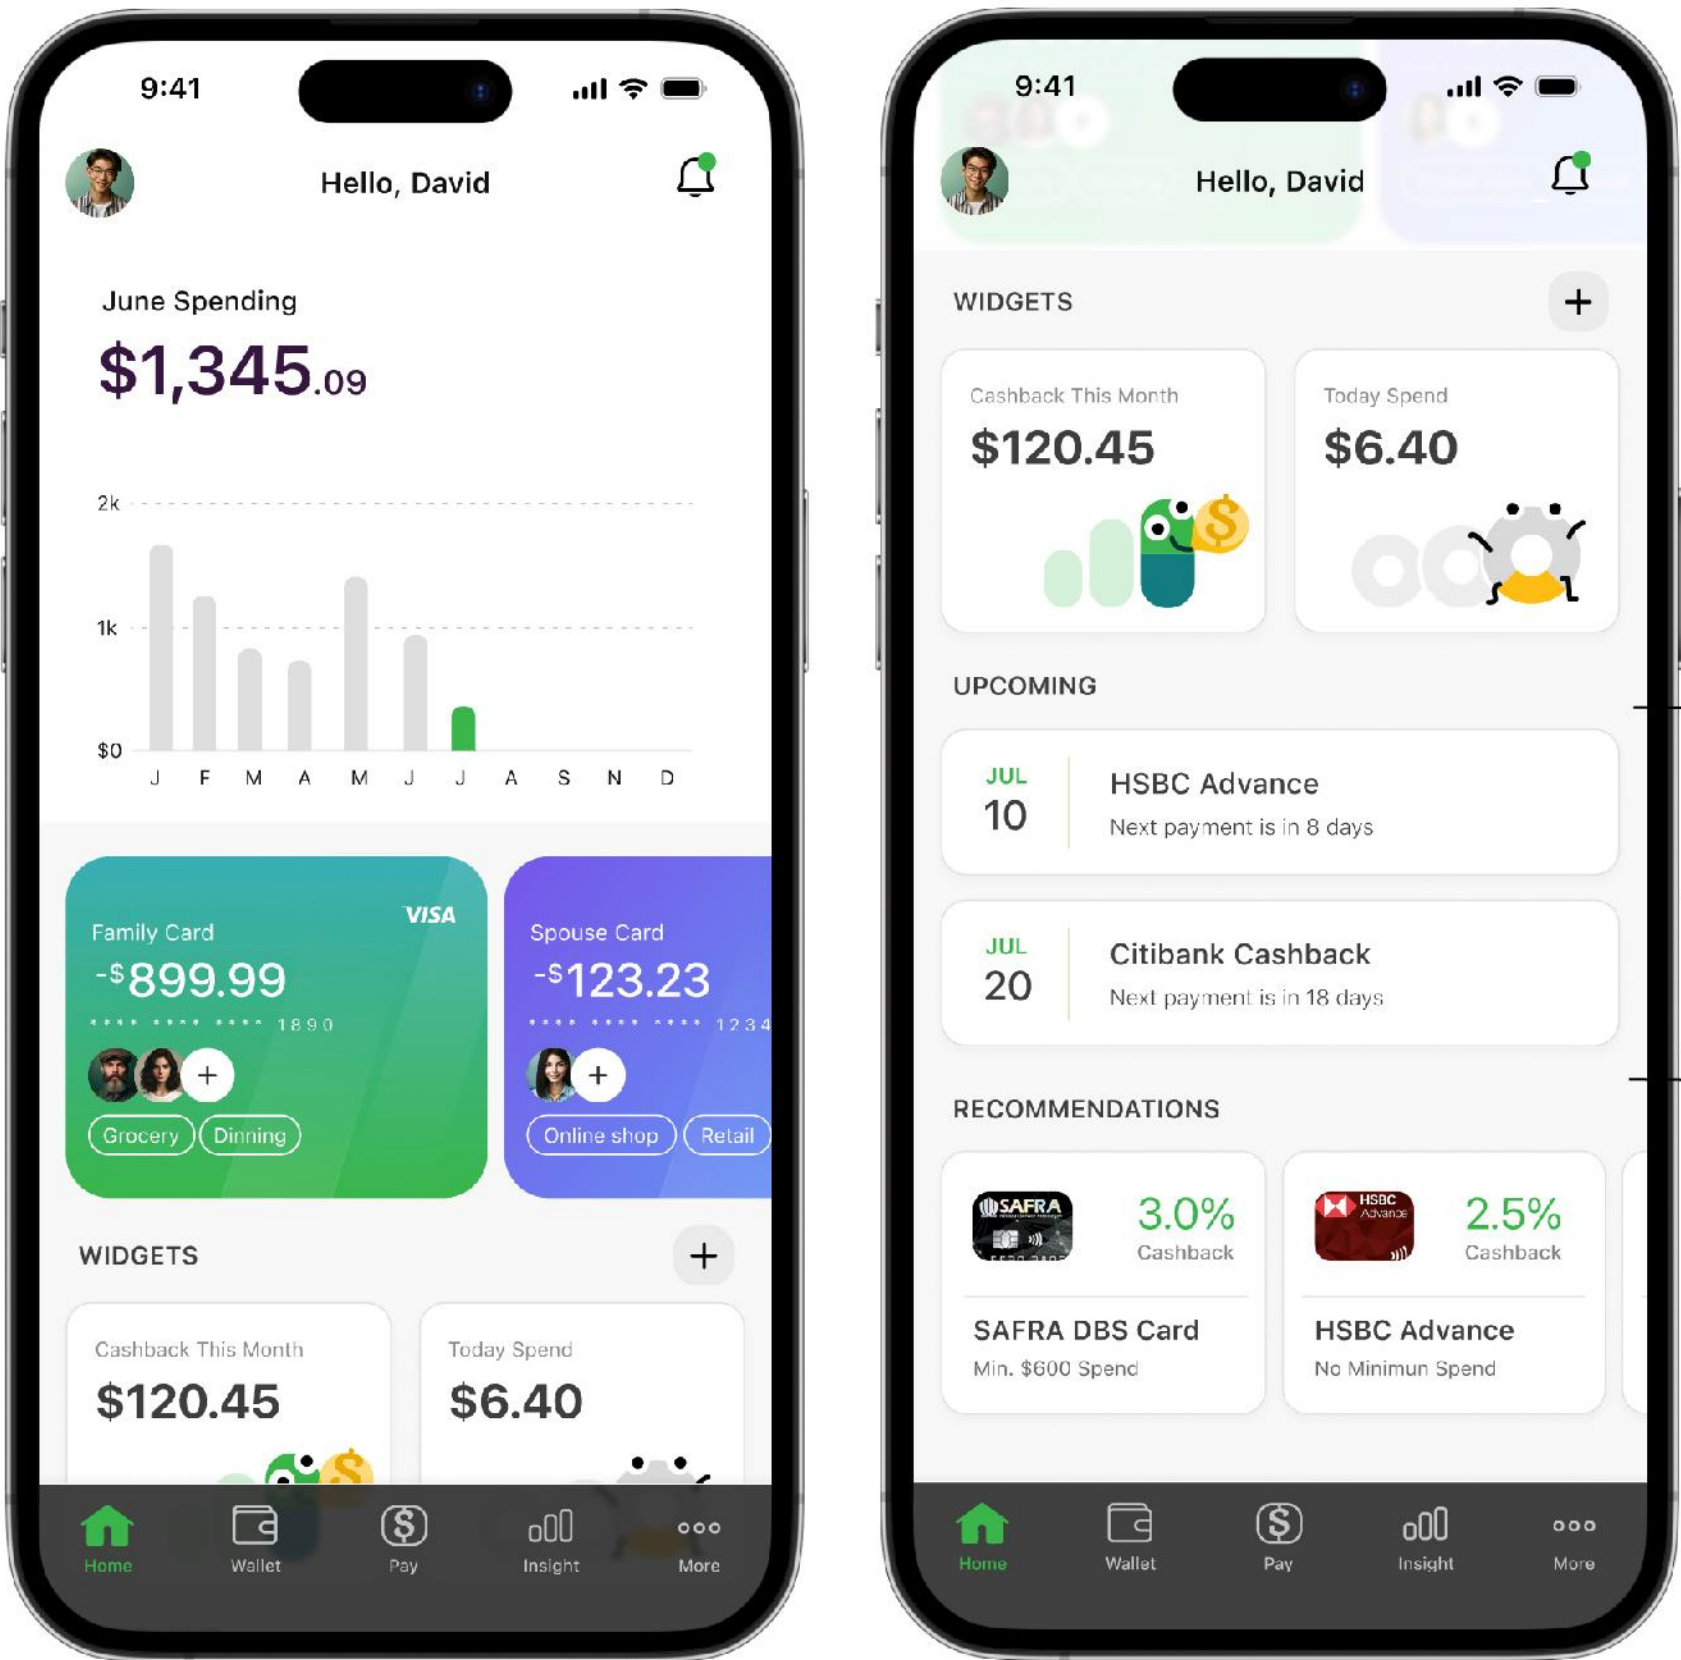 9:41
Hello, David
June Spending
$1,345.09
2k
1k
$0
J F M A M J J A S N D
VISA
Family Card
-$899.99
**** **** **** 1890
+
Grocery Dinning
Spouse Card
-$123.23
**** **** **** 1234
+
Online shop Retail
WIDGETS
+
Cashback This Month
$120.45
$
Today Spend
$6.40
Home
Wallet
$
Pay
Insight
More
9:41
Hello, David
WIDGETS
+
Cashback This Month
$120.45
$
Today Spend
$6.40
UPCOMING
JUL
10
HSBC Advance
Next payment is in 8 days
JUL
20
Citibank Cashback
Next payment is in 18 days
RECOMMENDATIONS
SAFRA
3.0%
Cashback
SAFRA DBS Card
Min. $600 Spend
HSBC
Advance
2.5%
Cashback
HSBC Advance
No Minimun Spend
Home
Wallet
$
Pay
Insight
More